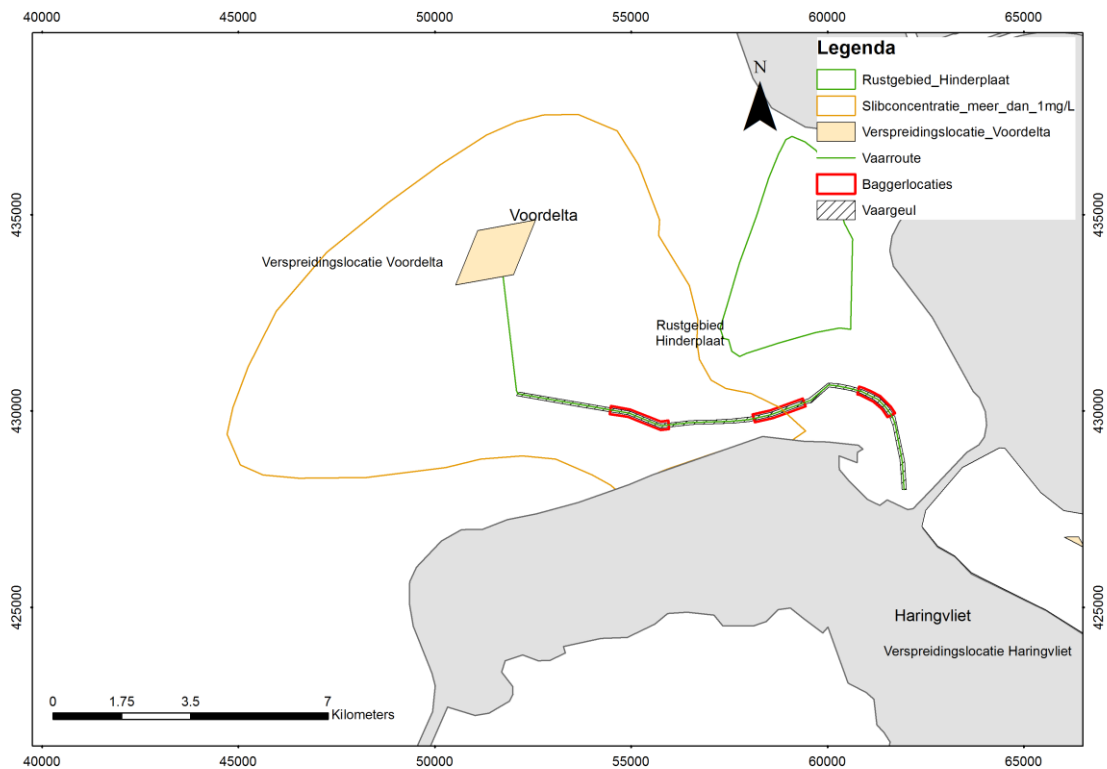 40000 45000 50000 55000 60000 65000
Legenda
N
Rustgebied_Hinderplaat
Slibconcentratie_meer_dan_1mg/L
Verspreidingslocatie_Voordelta
Vaarroute
Baggerlocaties
Vaargeul
435000 435000
Voordelta
Verspreidingslocatie Voordelta
Rustgebied
Hinderplaat
430000 430000
425000 425000
Haringvliet
Verspreidingslocatie Haringvliet
0 1.75 3.5 7
Kilometers
40000 45000 50000 55000 60000 65000